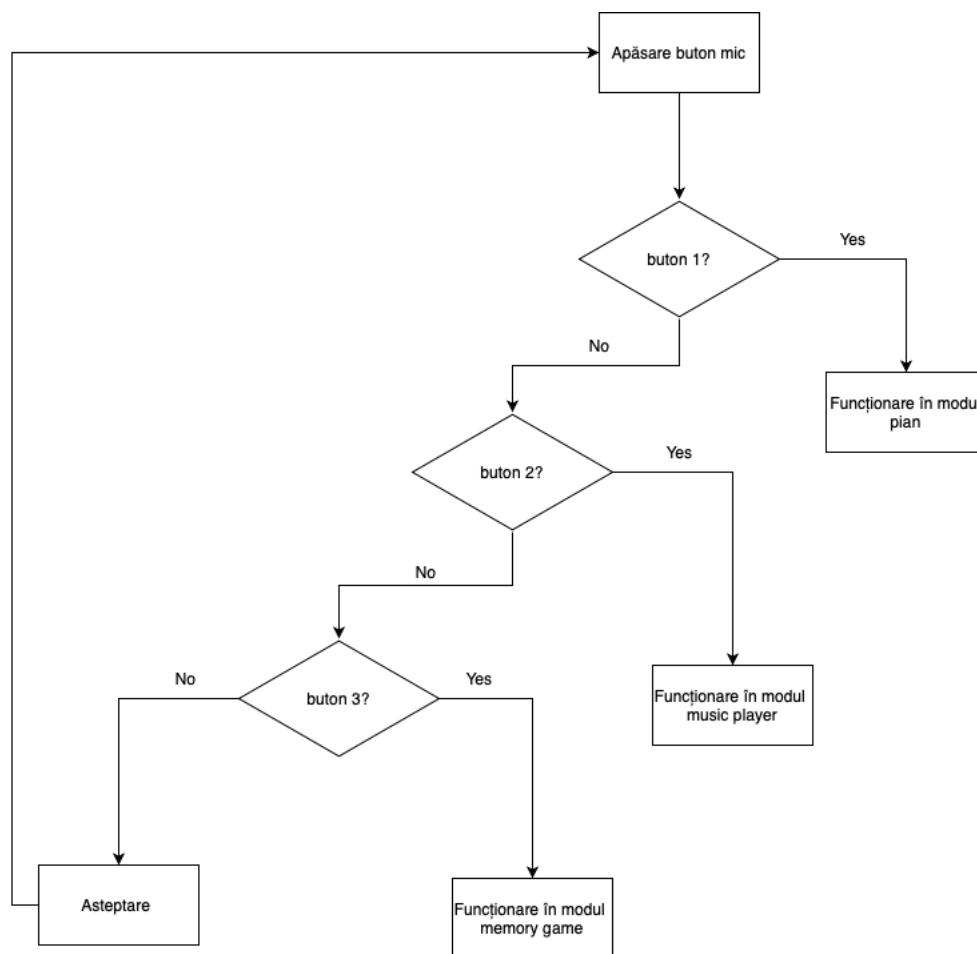 Apăsare buton mic
buton 1?
Yes
No
Funcționare în modu
pian
buton 2?
Yes
No
buton 3?
No
Yes
Funcționare în modul
music player
Asteptare
Funcționare în modul
memory game